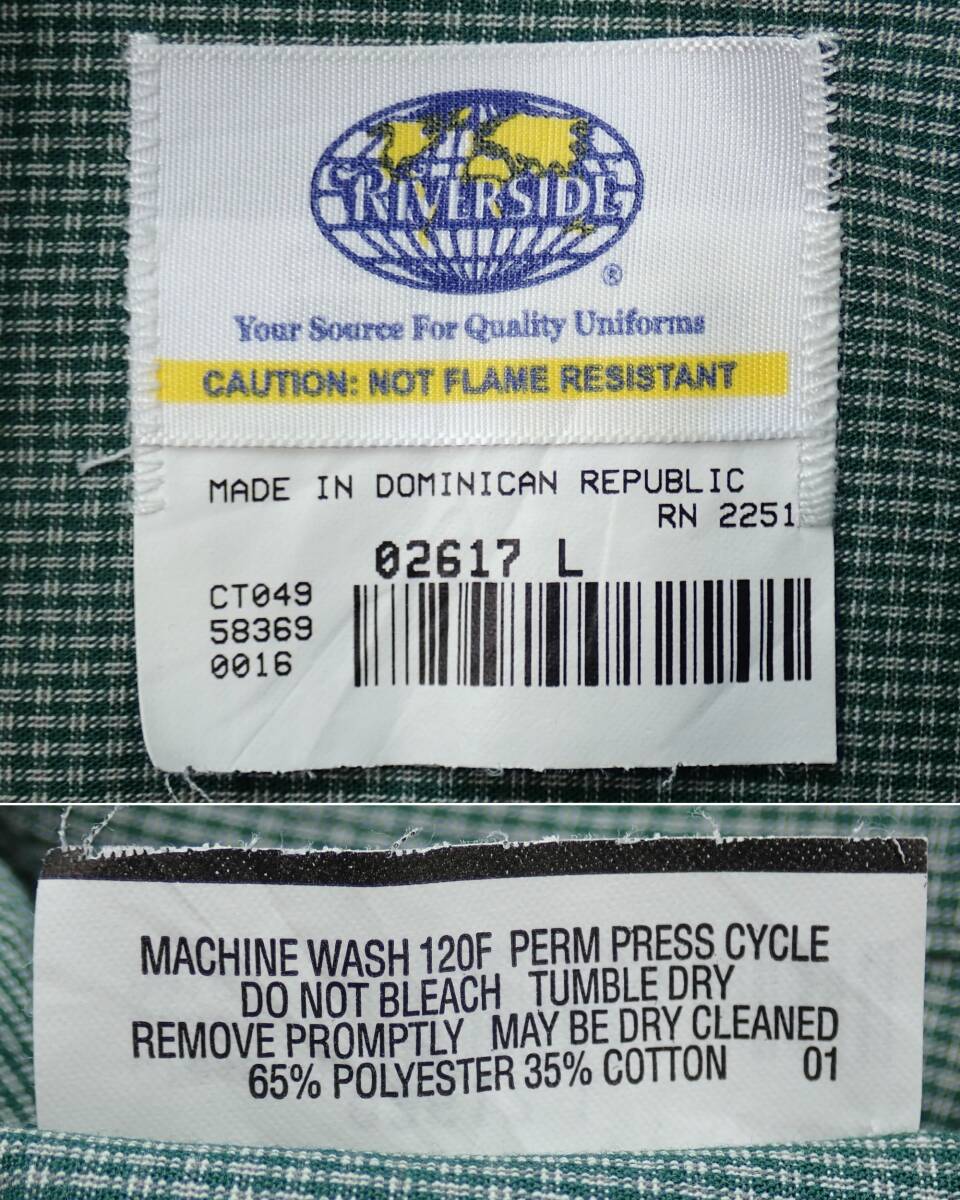 RIVERSIDE
®
Your Source For Quality Uniforms
CAUTION: NOT FLAME RESISTANT
MADE IN DOMINICAN REPUBLIC
RN 2251
02617 L
CT049
58369
0016
MACHINE WASH 120F PERM PRESS CYCLE
DO NOT BLEACH TUMBLE DRY
REMOVE PROMPTLY MAY BE DRY CLEANED
65% POLYESTER 35% COTTON 01